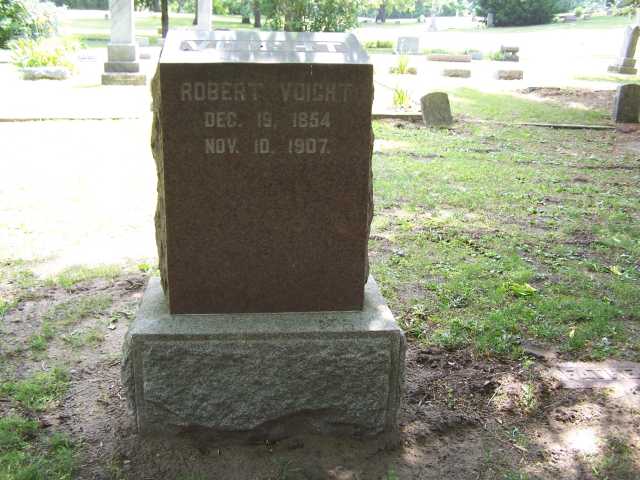 ROBERT VOIGHT
DEC. 19, 1854
NOV. 10. 1907.